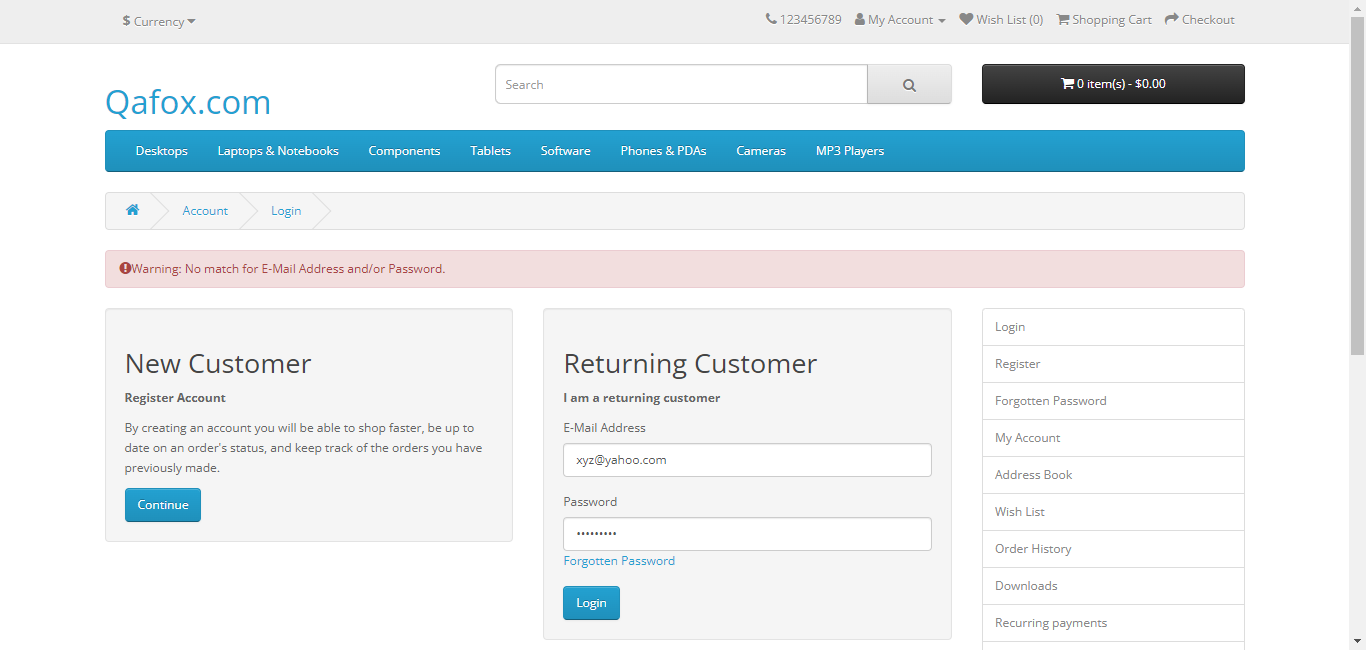 $ Currency
123456789 My Account Wish List (0) Shopping Cart Checkout
Qafox.com
Search
0 item(s) - $0.00
Desktops Laptops & Notebooks Components Tablets Software Phones & PDAs Cameras MP3 Players
Account Login
Warning: No match for E-Mail Address and/or Password.
New Customer
Register Account
By creating an account you will be able to shop faster, be up to
date on an order's status, and keep track of the orders you have
previously made.
Continue
Returning Customer
I am a returning customer
E-Mail Address
xyz@yahoo.com
Password
•••••••••
Forgotten Password
Login
Login
Register
Forgotten Password
My Account
Address Book
Wish List
Order History
Downloads
Recurring payments